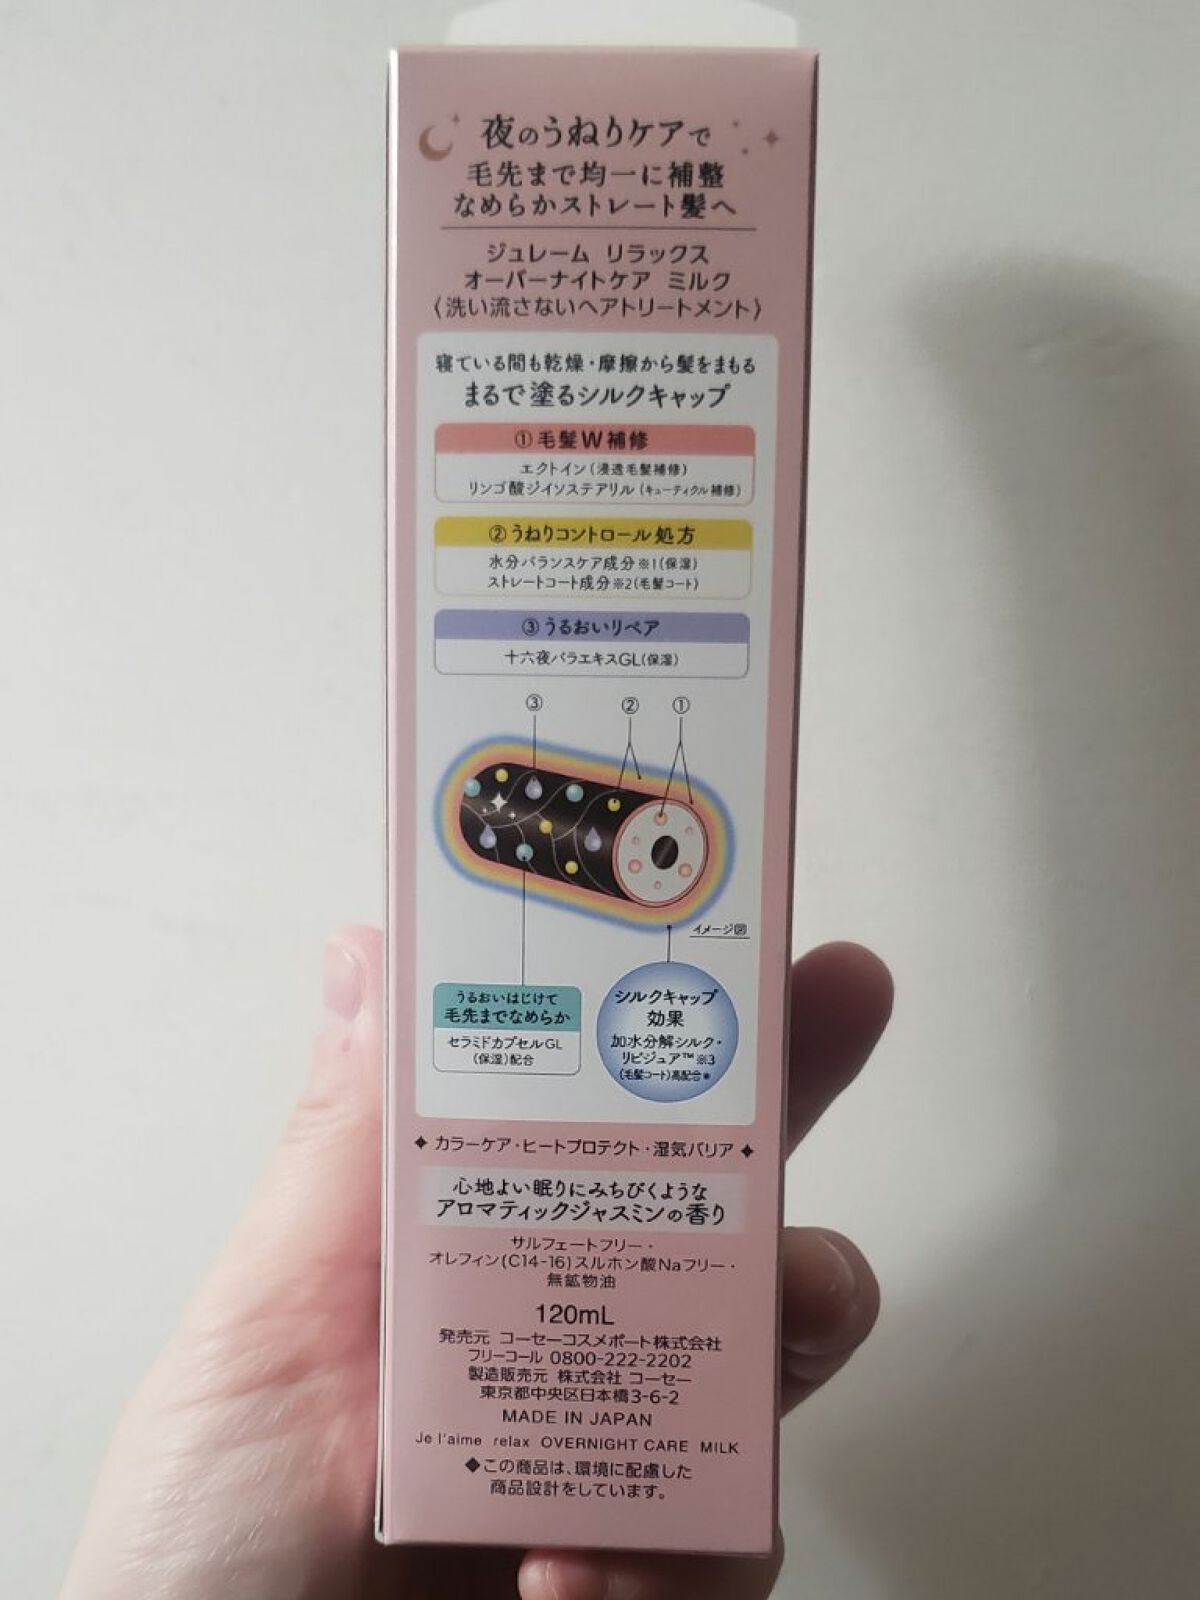 夜のうねりケアで
毛先まで均一に補整
なめらかストレート髪へ
ジュレーム リラックス
オーバーナイトケア ミルク
〈洗い流さないヘアトリートメント〉
寝ている間も乾燥・摩擦から髪をまもる
まるで塗るシルクキャップ
①毛髪W補修
エクトイン(浸透毛髪補修)
リンゴ酸ジイソステアリル(キューティクル補修)
②うねりコントロール処方
水分バランスケア成分※1(保湿)
ストレートコート成分※2(毛髪コート)
③うるおいリペア
十六夜バラエキスGL(保湿)
③ ② ①
イメージ図
うるおいはじけて
毛先までなめらか
セラミドカプセルGL
(保湿)配合
シルクキャップ
効果
加水分解シルク・
リピジュア™※3
(毛髪コート)高配合*
◆ カラーケア・ヒートプロテクト・湿気バリア ◆
心地よい眠りにみちびくような
アロマティックジャスミンの香り
サルフェートフリー・
オレフィン(C14-16)スルホン酸Naフリー・
無鉱物油
120mL
発売元 コーセーコスメポート株式会社
フリーコール 0800-222-2202
製造販売元 株式会社 コーセー
東京都中央区日本橋3-6-2
MADE IN JAPAN
Je l'aime relax OVERNIGHT CARE MILK
◆この商品は、環境に配慮した
商品設計をしています。